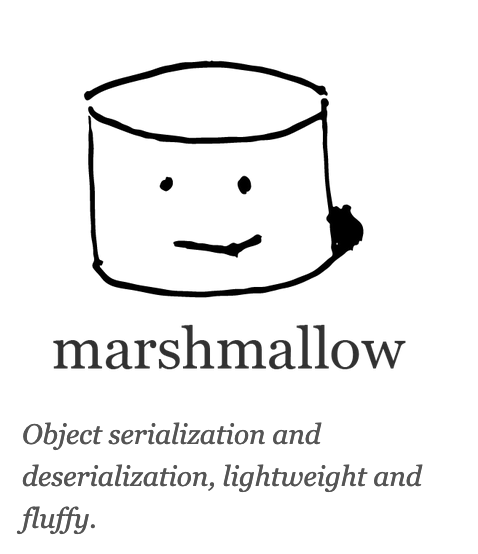 marshmallow
Object serialization and
deserialization, lightweight and
fluffy.